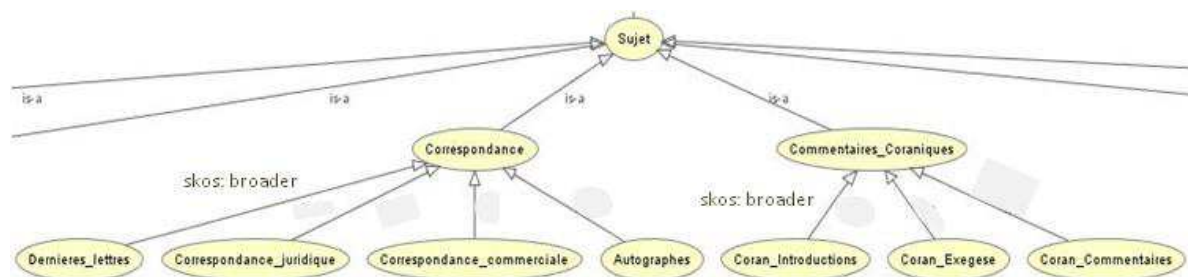 Sujet
is-a
is-a
is-a
is-a
Correspondance
Commentaires_Coraniques
skos: broader
skos: broader
Dernieres_lettres
Correspondance_juridique
Correspondance_commerciale
Autographes
Coran_Introductions
Coran_Exegese
Coran_Commentaires